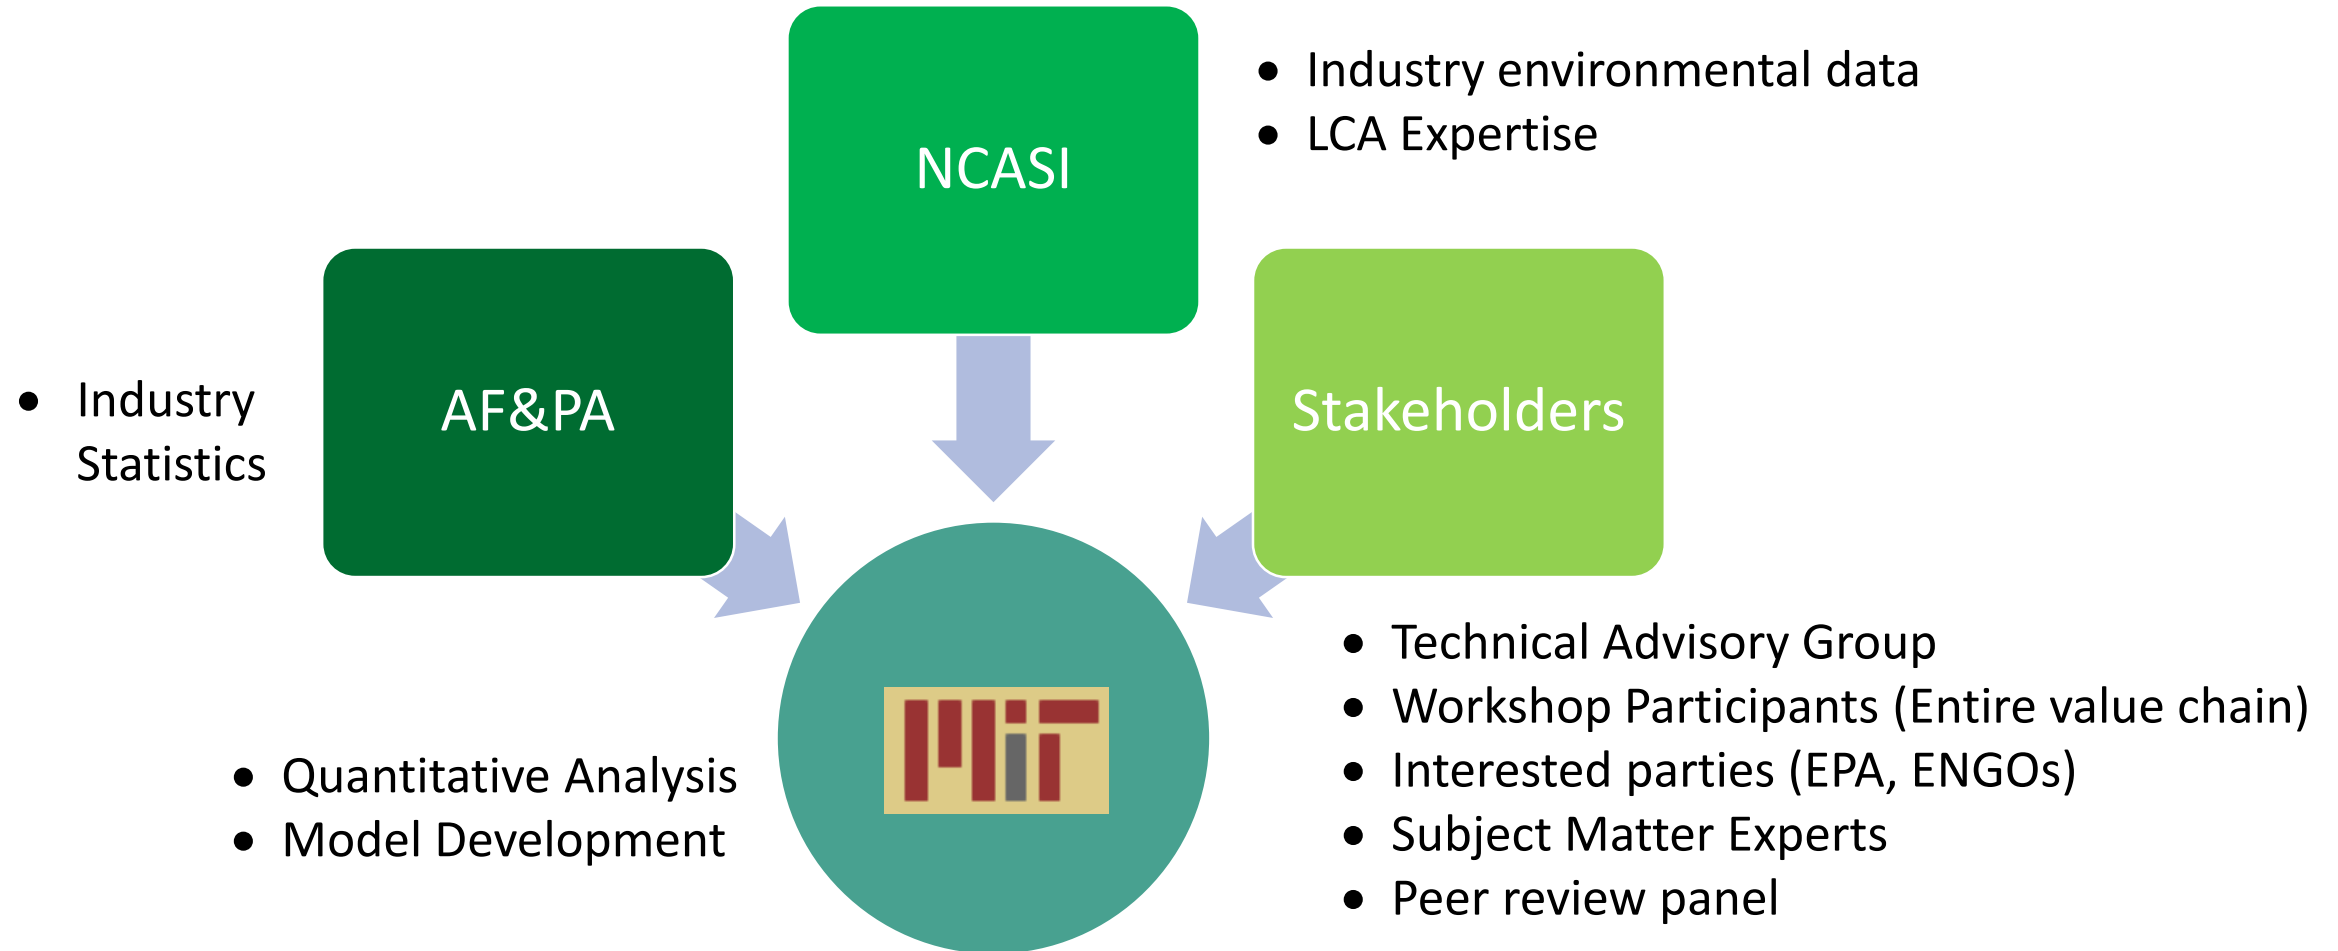 NCASI
• Industry environmental data
• LCA Expertise
• Industry
Statistics
AF&PA
Stakeholders
MiT
• Quantitative Analysis
• Model Development
• Technical Advisory Group
• Workshop Participants (Entire value chain)
• Interested parties (EPA, ENGOs)
• Subject Matter Experts
• Peer review panel